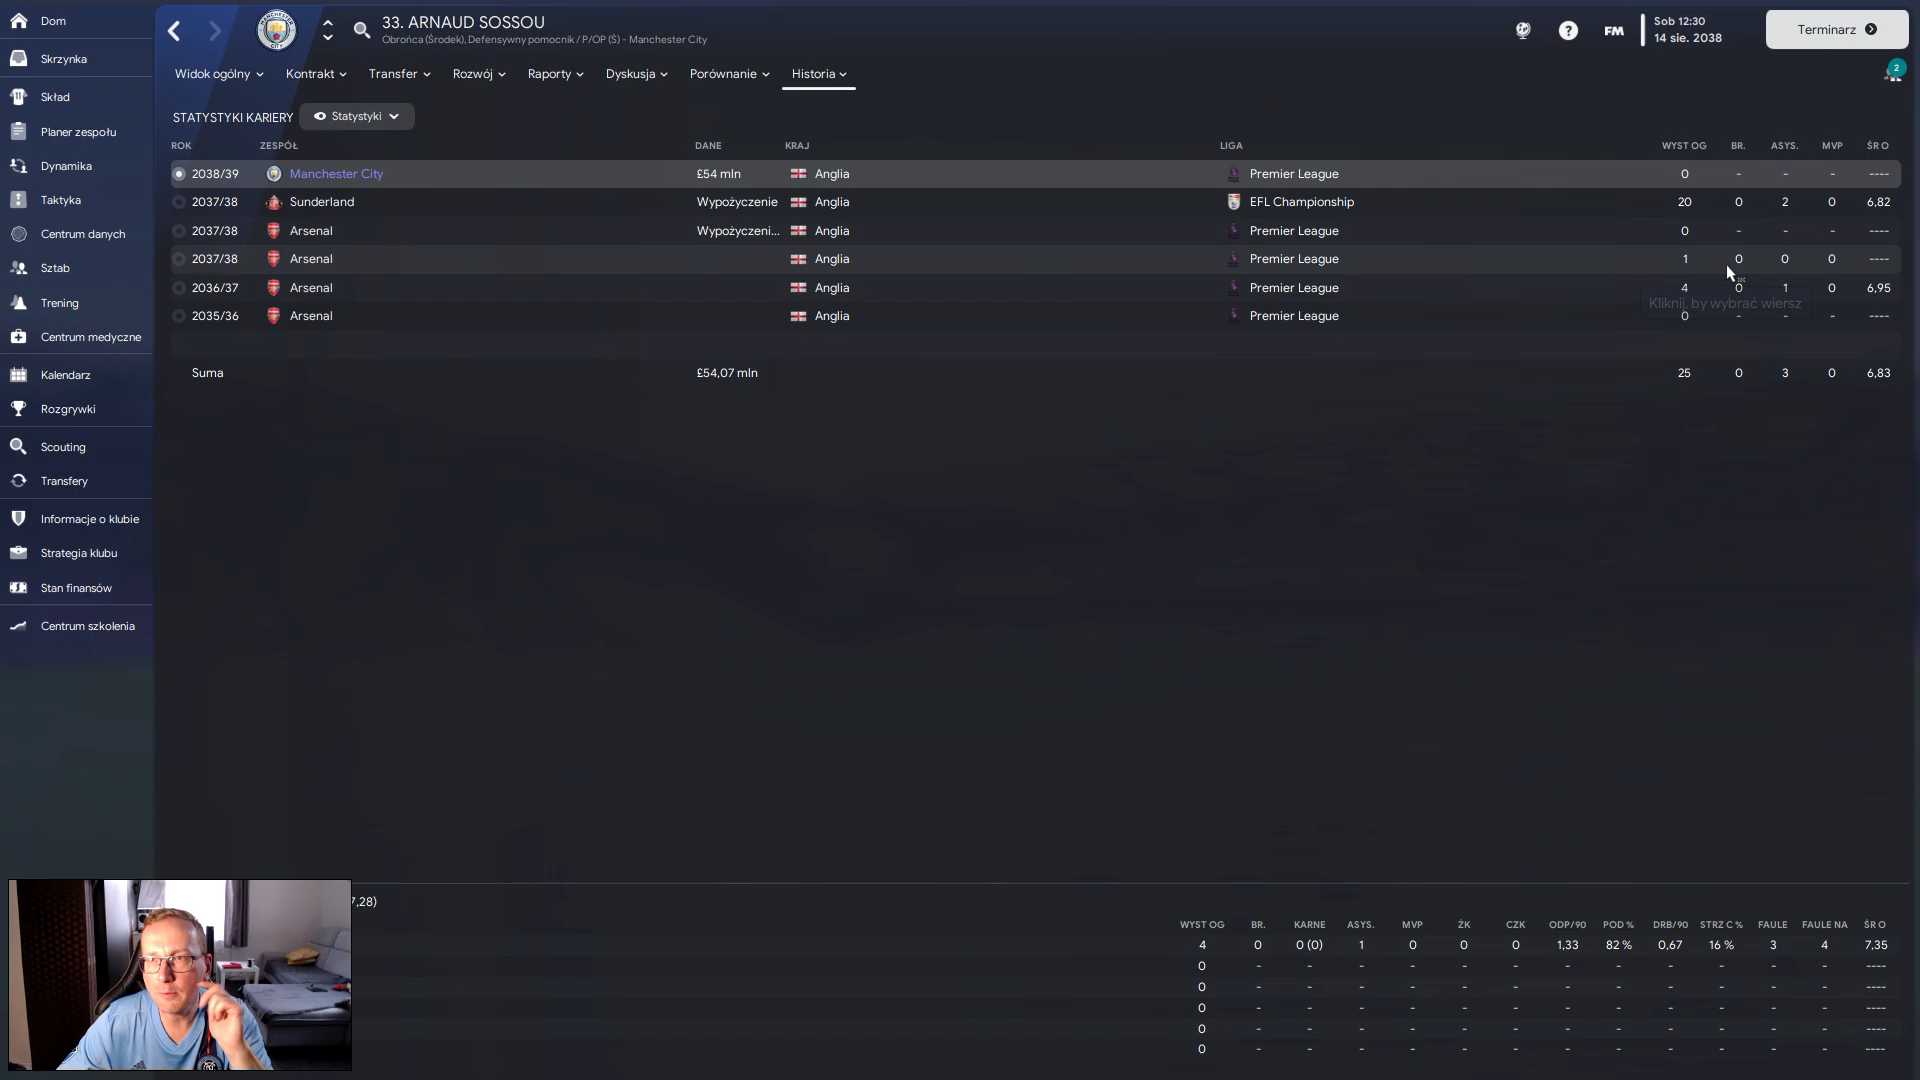 Dom
Skrzynka
Skład
Planer zespołu
Dynamika
Taktyka
Centrum danych
Sztab
Trening
Centrum medyczne
Kalendarz
Rozgrywki
Scouting
Transfery
Informacje o klubie
Strategia klubu
Stan finansów
Centrum szkolenia
33. ARNAUD SOSSOU
Obrońca (Środek), Defensywny pomocnik / P/OP (Ś) - Manchester City
FM
Sob 12:30
14 sie. 2038
Terminarz
2
Widok ogólny Kontrakt Transfer Rozwój Raporty Dyskusja Porównanie Historia
STATYSTYKI KARIERY Statystyki
ROK ZESPÓŁ DANE KRAJ LIGA WYST OG BR. ASYS. MVP ŚR O
2038/39 Manchester City £54 mln Anglia Premier League 0 - - - ----
2037/38 Sunderland Wypożyczenie Anglia EFL Championship 20 0 2 0 6,82
2037/38 Arsenal Wypożyczeni... Anglia Premier League 0 - - - ----
2037/38 Arsenal Anglia Premier League 1 0 0 0 ----
2036/37 Arsenal Anglia Premier League 4 0 1 0 6,95
Kliknij, by wybrać wiersz
2035/36 Arsenal Anglia Premier League 0 - - - ----
Suma £54,07 mln 25 0 3 0 6,83
7,28)
WYST OG BR. KARNE ASYS. MVP ŻK CZK ODP/90 POD % DRB/90 STRZ C % FAULE FAULE NA ŚR O
4 0 0 (0) 1 0 0 0 1,33 82 % 0,67 16 % 3 4 7,35
0 - - - - - - - - - - - - ----
0 - - - - - - - - - - - - ----
0 - - - - - - - - - - - - ----
0 - - - - - - - - - - - - ----
0 - - - - - - - - - - - - ----